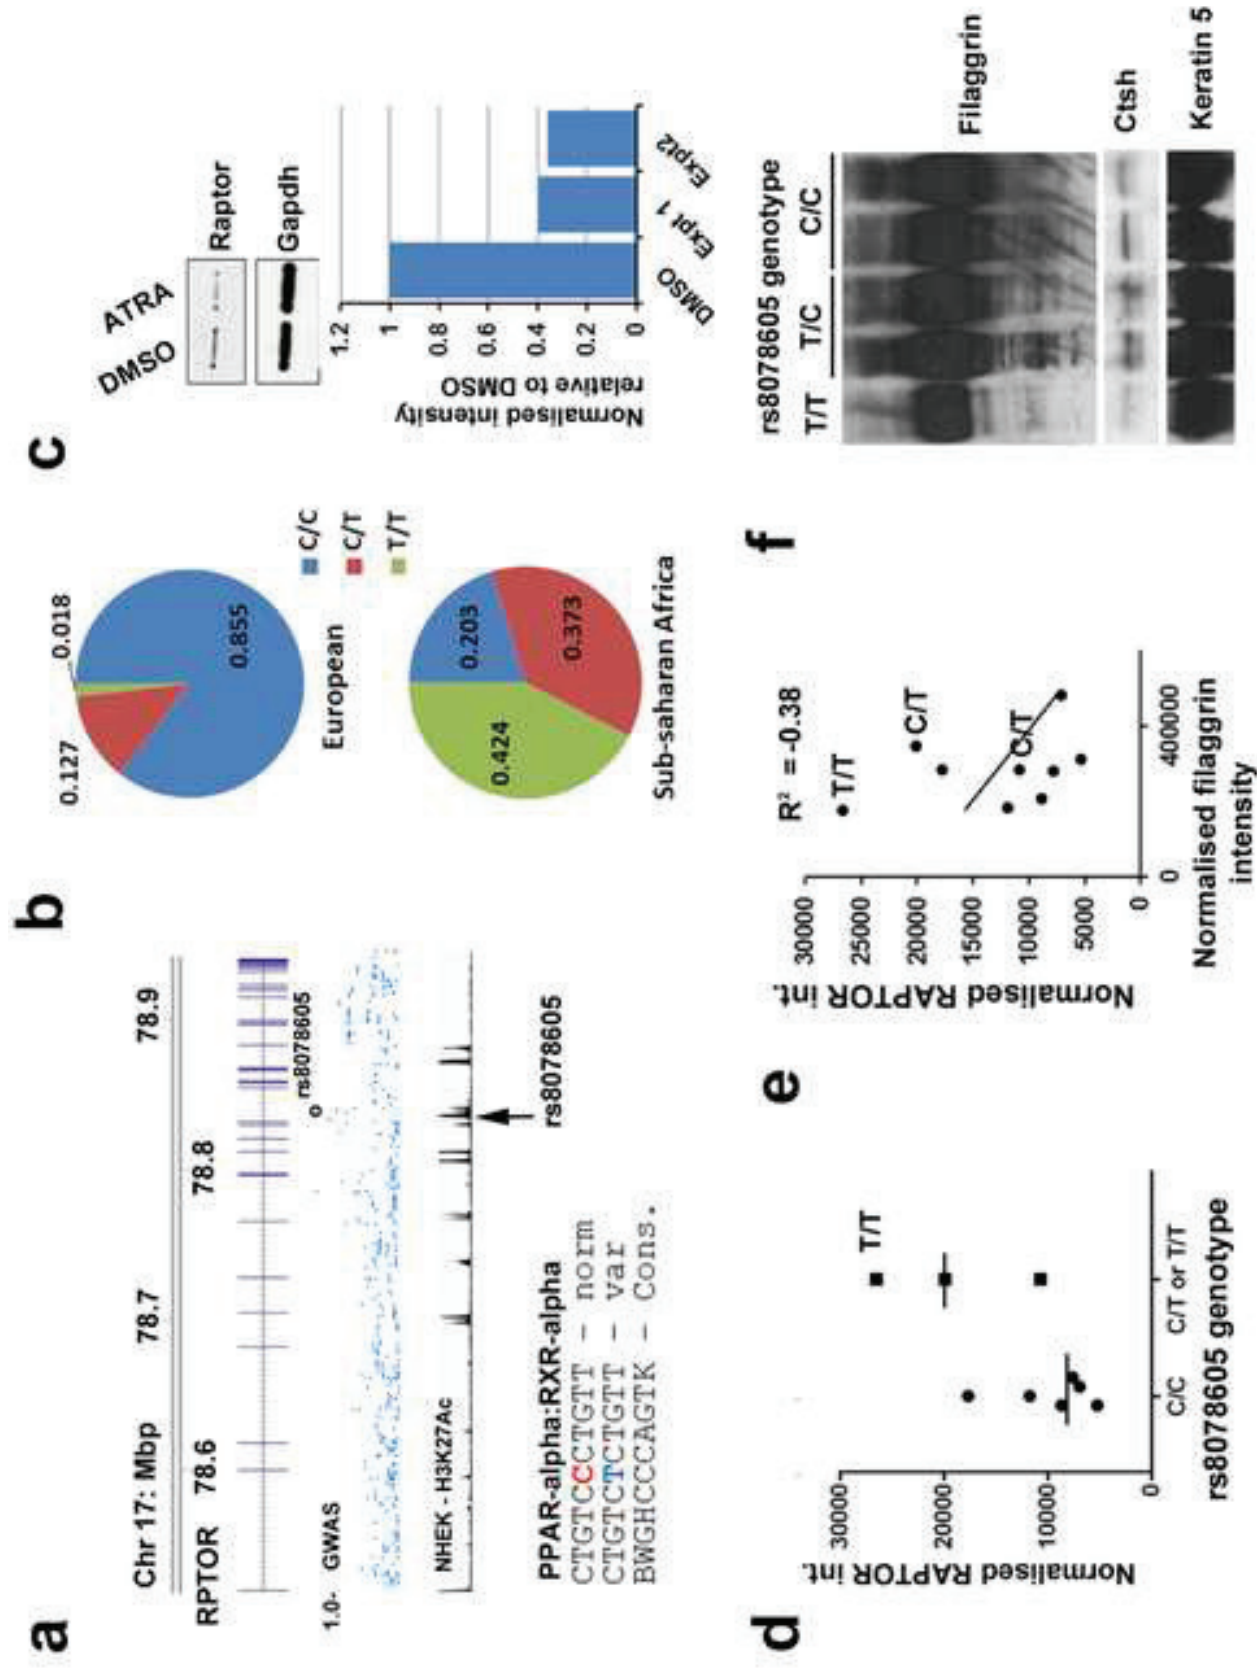 a
Chr 17: Mbp
78.6
78.7
78.8
78.9
RPTOR
rs8078605
1.0-
GWAS
NHEK - H3K27Ac
rs8078605
PPAR-alpha:RXR-alpha
CTGTCCCTGTT - norm
CTGTCTCTGTT - var
BWGHCCCAGTK - Cons.
b
0.127
0.018
0.855
European
C/C
C/T
T/T
0.203
0.373
0.424
Sub-saharan Africa
c
DMSO
ATRA
Raptor
Gapdh
Normalised intensity
relative to DMSO
1.2
1
0.8
0.6
0.4
0.2
0
DMSO
Expt 1
Expt2
d
Normalised RAPTOR int.
30000
20000
10000
0
T/T
C/C
C/T or T/T
rs8078605 genotype
e
Normalised RAPTOR int.
30000
25000
20000
15000
10000
5000
0
R² = -0.38
T/T
C/T
C/T
0
400000
Normalised filaggrin
intensity
f
rs8078605 genotype
T/T
T/C
C/C
Filaggrin
Ctsh
Keratin 5